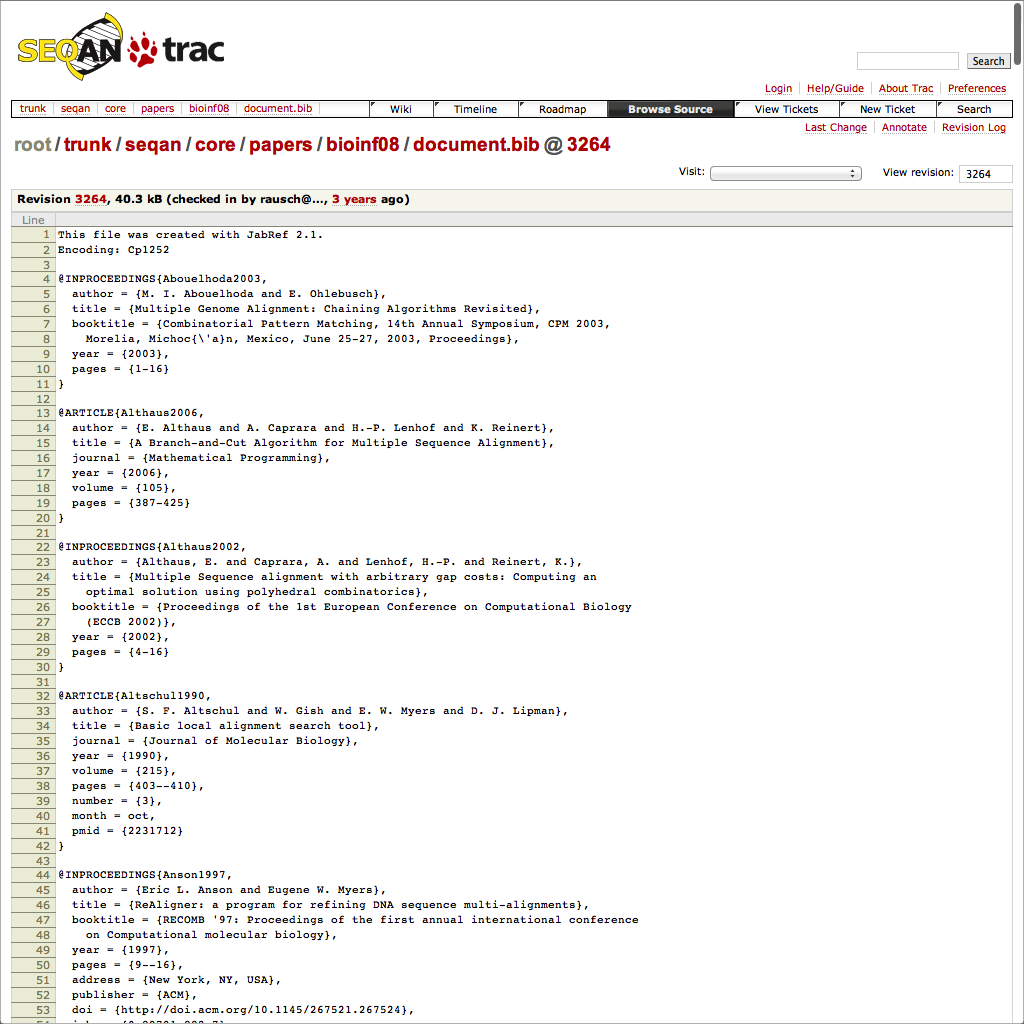 SEQAN trac
Search
Login Help/Guide About Trac Preferences
trunk seqan core papers bioinf08 document.bib
Wiki Timeline Roadmap Browse Source View Tickets New Ticket Search
Last Change Annotate Revision Log
root / trunk / seqan / core / papers / bioinf08 / document.bib @ 3264
Visit: View revision: 3264
Revision 3264, 40.3 kB (checked in by rausch@…, 3 years ago)
Line
1 This file was created with JabRef 2.1.
2 Encoding: Cp1252
3
4 @INPROCEEDINGS{Abouelhoda2003,
5 author = {M. I. Abouelhoda and E. Ohlebusch},
6 title = {Multiple Genome Alignment: Chaining Algorithms Revisited},
7 booktitle = {Combinatorial Pattern Matching, 14th Annual Symposium, CPM 2003,
8 Morelia, Michoc{\'a}n, Mexico, June 25-27, 2003, Proceedings},
9 year = {2003},
10 pages = {1-16}
11 }
12
13 @ARTICLE{Althaus2006,
14 author = {E. Althaus and A. Caprara and H.-P. Lenhof and K. Reinert},
15 title = {A Branch-and-Cut Algorithm for Multiple Sequence Alignment},
16 journal = {Mathematical Programming},
17 year = {2006},
18 volume = {105},
19 pages = {387-425}
20 }
21
22 @INPROCEEDINGS{Althaus2002,
23 author = {Althaus, E. and Caprara, A. and Lenhof, H.-P. and Reinert, K.},
24 title = {Multiple Sequence alignment with arbitrary gap costs: Computing an
25 optimal solution using polyhedral combinatorics},
26 booktitle = {Proceedings of the 1st European Conference on Computational Biology
27 (ECCB 2002)},
28 year = {2002},
29 pages = {4-16}
30 }
31
32 @ARTICLE{Altschul1990,
33 author = {S. F. Altschul and W. Gish and E. W. Myers and D. J. Lipman},
34 title = {Basic local alignment search tool},
35 journal = {Journal of Molecular Biology},
36 year = {1990},
37 volume = {215},
38 pages = {403--410},
39 number = {3},
40 month = oct,
41 pmid = {2231712}
42 }
43
44 @INPROCEEDINGS{Anson1997,
45 author = {Eric L. Anson and Eugene W. Myers},
46 title = {ReAligner: a program for refining DNA sequence multi-alignments},
47 booktitle = {RECOMB '97: Proceedings of the first annual international conference
48 on Computational molecular biology},
49 year = {1997},
50 pages = {9--16},
51 address = {New York, NY, USA},
52 publisher = {ACM},
53 doi = {http://doi.acm.org/10.1145/267521.267524},